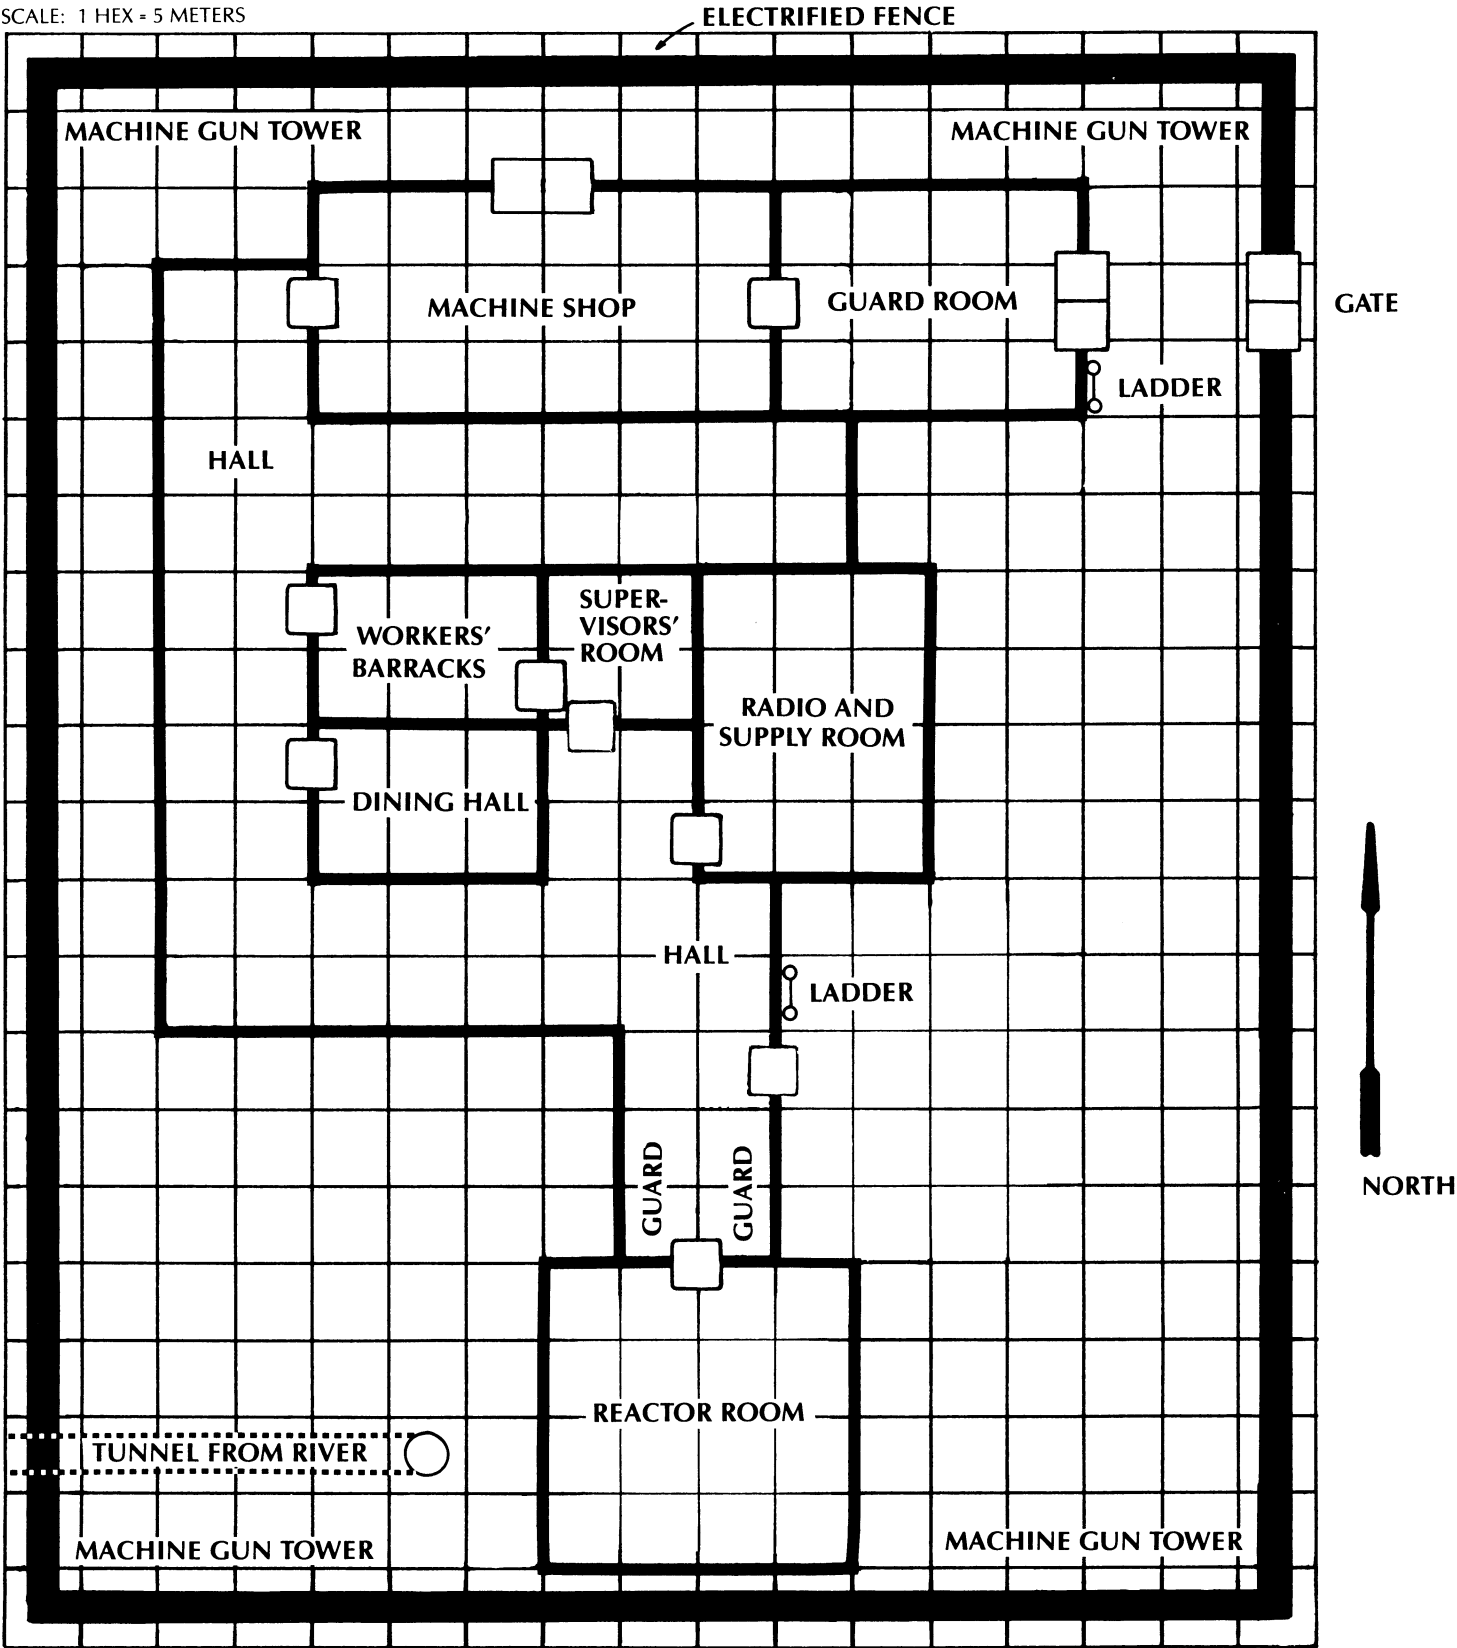 SCALE: 1 HEX = 5 METERS
ELECTRIFIED FENCE
MACHINE GUN TOWER
MACHINE GUN TOWER
MACHINE SHOP
GUARD ROOM
GATE
LADDER
HALL
SUPER-
VISORS'
ROOM
WORKERS'
BARRACKS
RADIO AND
SUPPLY ROOM
DINING HALL
HALL
LADDER
GUARD
GUARD
NORTH
REACTOR ROOM
TUNNEL FROM RIVER
MACHINE GUN TOWER
MACHINE GUN TOWER